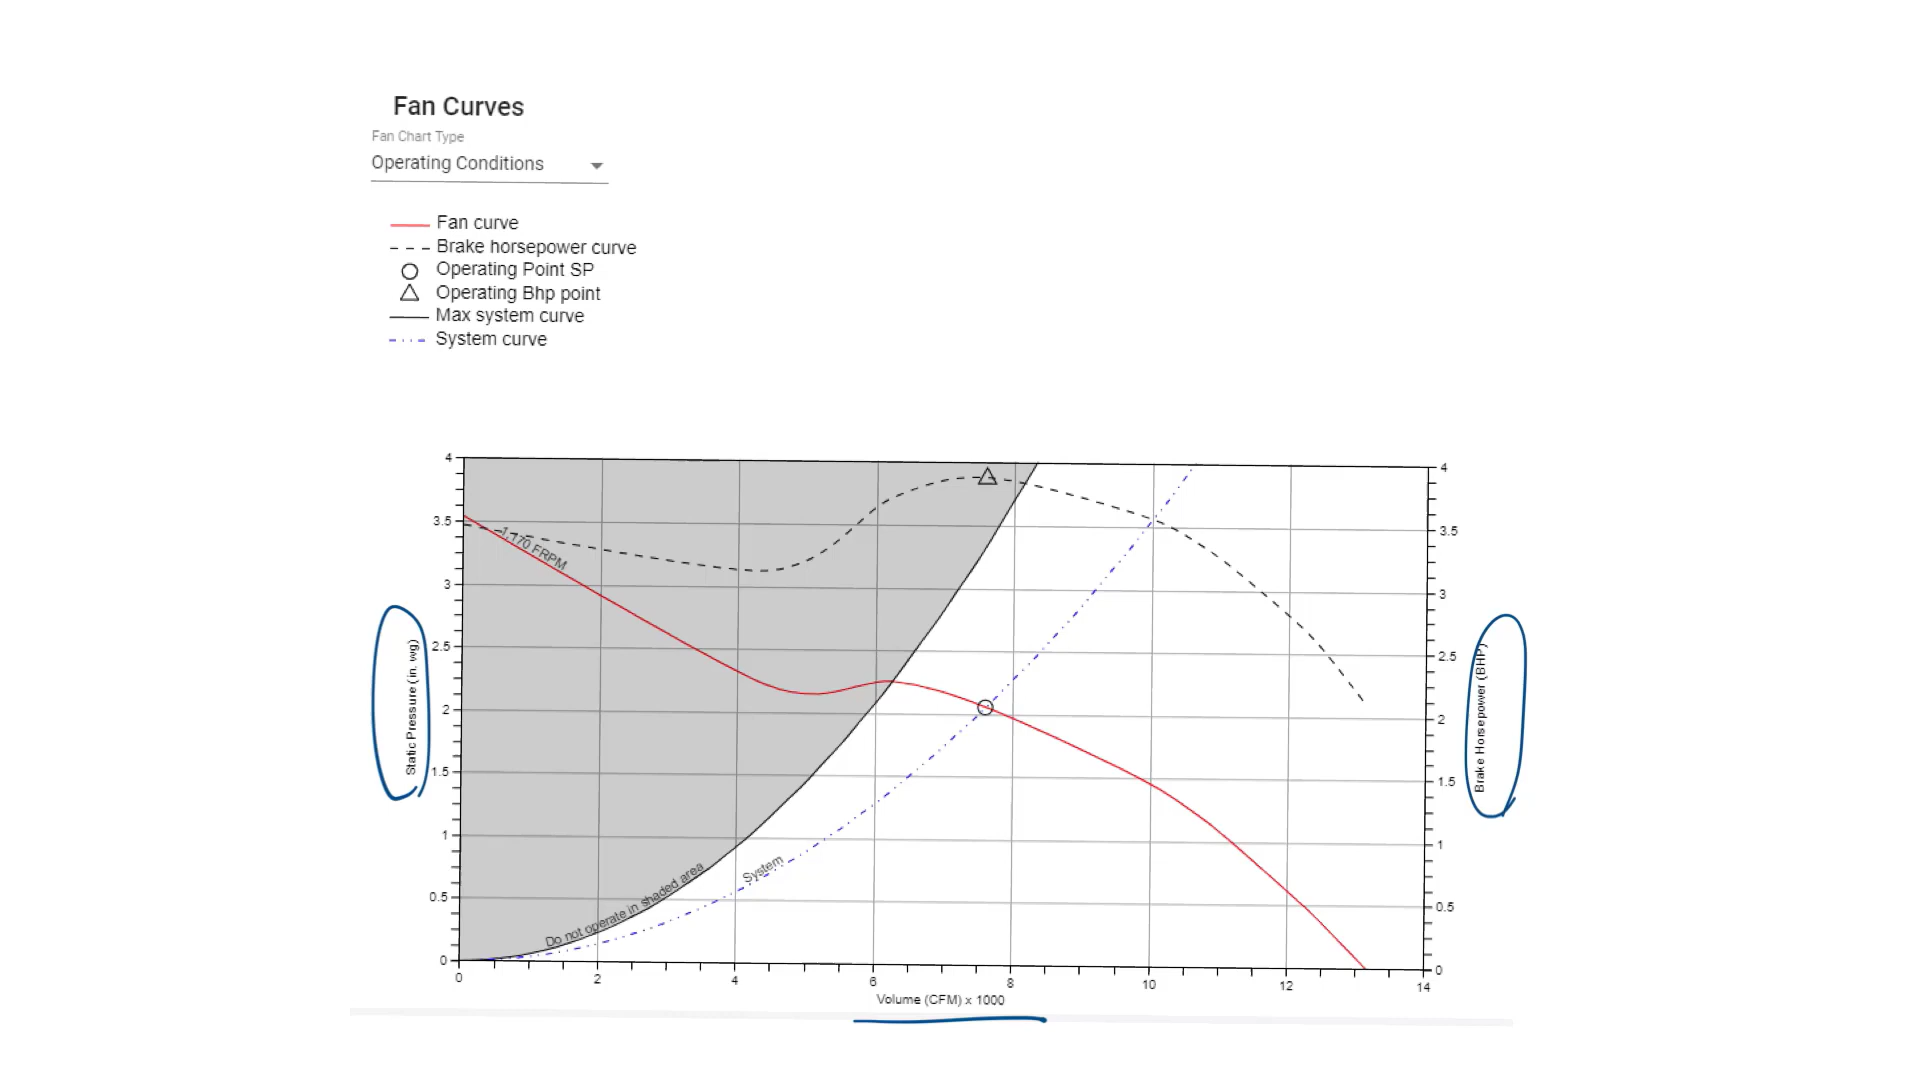 Fan Curves
Fan Chart Type
Operating Conditions
Fan curve
Brake horsepower curve
Operating Point SP
Operating Bhp point
Max system curve
System curve
4
3.5
3
2.5
2
1.5
1
0.5
0
Static Pressure (in. wg)
1,170 FRPM
Do not operate in shaded area
System
4
3.5
3
2.5
2
1.5
1
0.5
0
Brake Horsepower (BHP)
0 2 4 6 8 10 12 14
Volume (CFM) x 1000